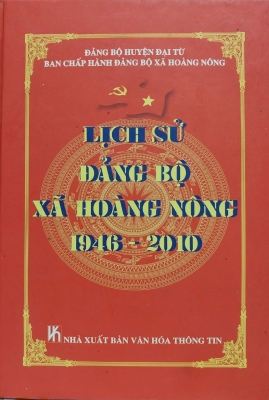 ĐẢNG BỘ HUYỆN ĐẠI TỪ
BAN CHẤP HÀNH ĐẢNG BỘ XÃ HOÀNG NÔNG
LỊCH SỬ
ĐẢNG BỘ
XÃ HOÀNG NÔNG
1946 - 2010
NHÀ XUẤT BẢN VĂN HÓA THÔNG TIN